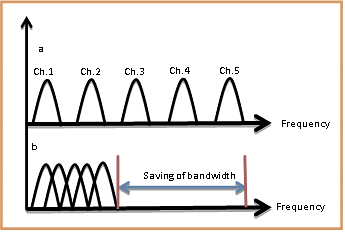 a
Ch.1 Ch.2 Ch.3 Ch.4 Ch.5
Frequency
b
Saving of bandwidth
Frequency